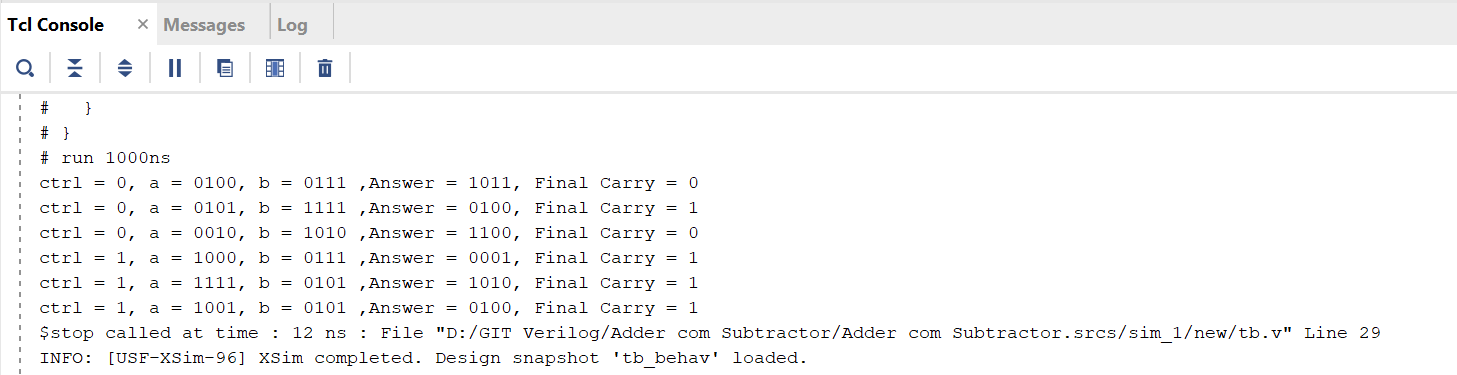 Tcl Console × Messages Log
# }
# }
# run 1000ns
ctrl = 0, a = 0100, b = 0111 ,Answer = 1011, Final Carry = 0
ctrl = 0, a = 0101, b = 1111 ,Answer = 0100, Final Carry = 1
ctrl = 0, a = 0010, b = 1010 ,Answer = 1100, Final Carry = 0
ctrl = 1, a = 1000, b = 0111 ,Answer = 0001, Final Carry = 1
ctrl = 1, a = 1111, b = 0101 ,Answer = 1010, Final Carry = 1
ctrl = 1, a = 1001, b = 0101 ,Answer = 0100, Final Carry = 1
$stop called at time : 12 ns : File "D:/GIT Verilog/Adder com Subtractor/Adder com Subtractor.srcs/sim_1/new/tb.v" Line 29
INFO: [USF-XSim-96] XSim completed. Design snapshot 'tb_behav' loaded.